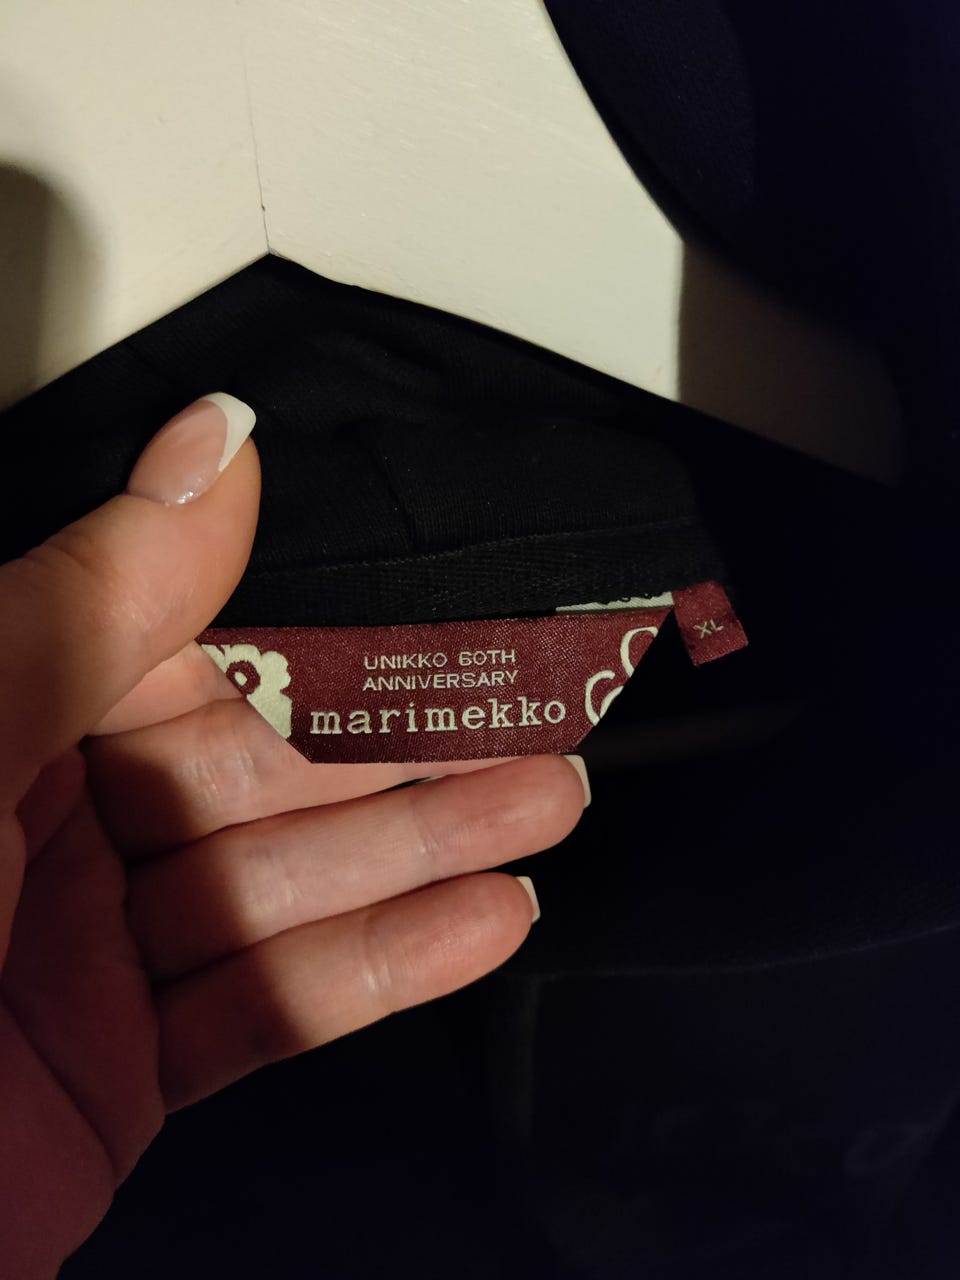 UNIKKO 60TH
ANNIVERSARY
marimekko
XL